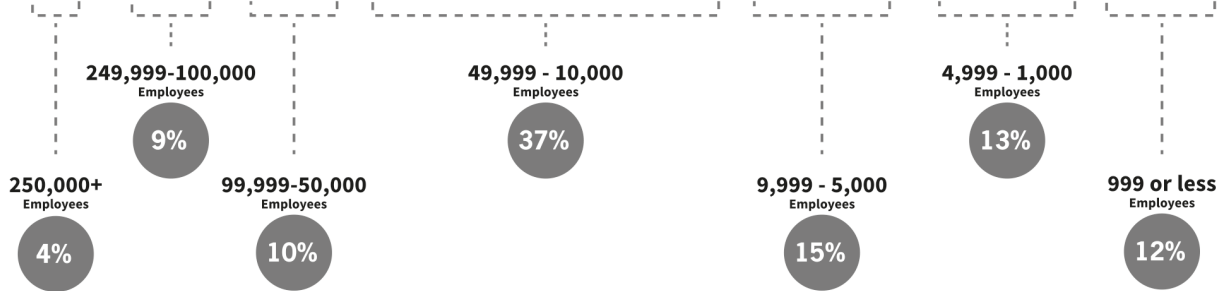 249,999-100,000
Employees
9%
49,999 - 10,000
Employees
37%
4,999 - 1,000
Employees
13%
250,000+
Employees
4%
99,999-50,000
Employees
10%
9,999 - 5,000
Employees
15%
999 or less
Employees
12%